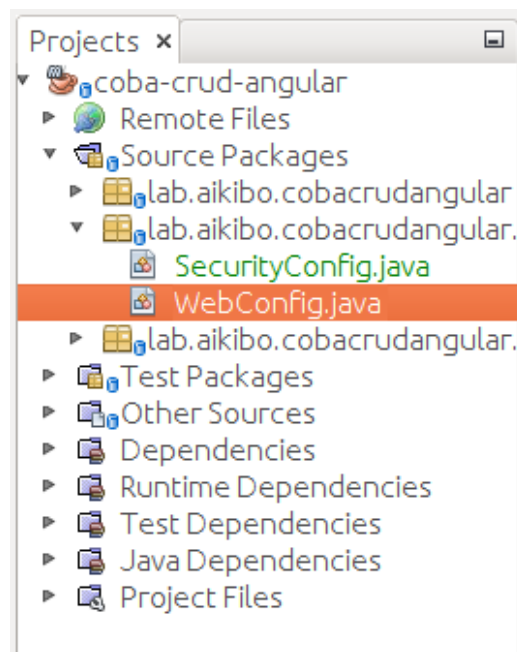 Projects ×
coba-crud-angular
Remote Files
Source Packages
lab.aikibo.cobacrudangular
lab.aikibo.cobacrudangular.
SecurityConfig.java
WebConfig.java
lab.aikibo.cobacrudangular.
Test Packages
Other Sources
Dependencies
Runtime Dependencies
Test Dependencies
Java Dependencies
Project Files